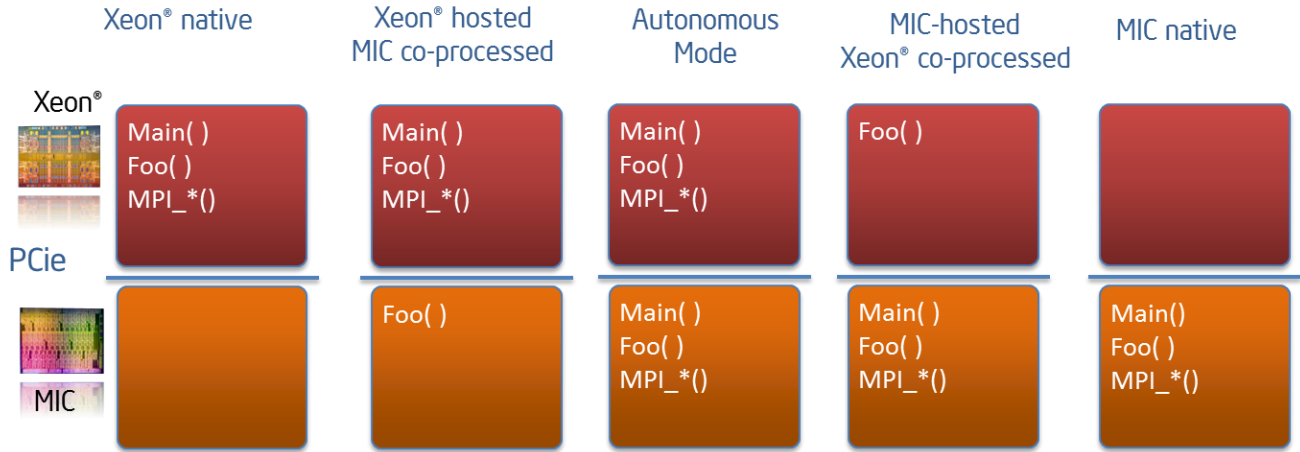 Xeon® native
Xeon® hosted
MIC co-processed
Autonomous
Mode
MIC-hosted
Xeon® co-processed
MIC native
Xeon®
Main( )
Foo( )
MPI_*()
Main( )
Foo( )
MPI_*()
Main( )
Foo( )
MPI_*()
Foo( )
PCie
MIC
Foo( )
Main( )
Foo( )
MPI_*()
Main( )
Foo( )
MPI_*()
Main()
Foo( )
MPI_*()